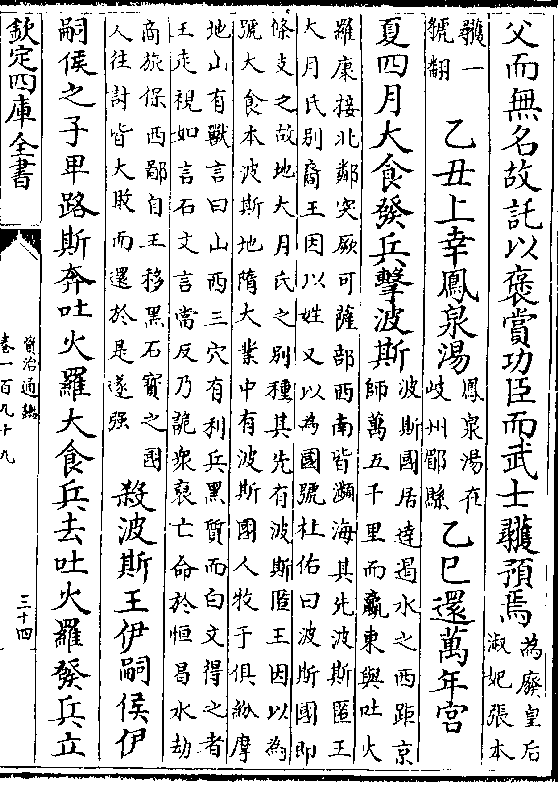 父而無名故託以褒賞功臣而武士彠預焉為廢皇后
淑妃張本
彠一
虢翻
乙丑上幸鳳泉湯鳳泉湯在
岐州郿縣
乙巳還萬年宮
夏四月大食發兵擊波斯波斯國居達遏水之西距京
師萬五千里而羸東與吐火
羅康接北鄰突厥可薩部西南皆瀕海其先波斯匿王
大月氏别裔王因以姓又以為國號杜佑曰波斯國即
條支之故地大月氏之别種其先有波斯匿王因以為
號大食本波斯地隋大業中有波斯國人牧于俱紛摩
地山有獸言曰山西三穴有利兵黑質而白文得之者
王走視如言石文言當反乃詭衆裒亡命於恒昌水劫
商旅保西鄙自王移黑石寶之國
人往討皆大敗而還於是遂强
殺波斯王伊嗣侯伊
嗣侯之子卑路斯奔吐火羅大食兵去吐火羅發兵立
欽定四庫全書
資治通鑑
卷一百九十九
三十四